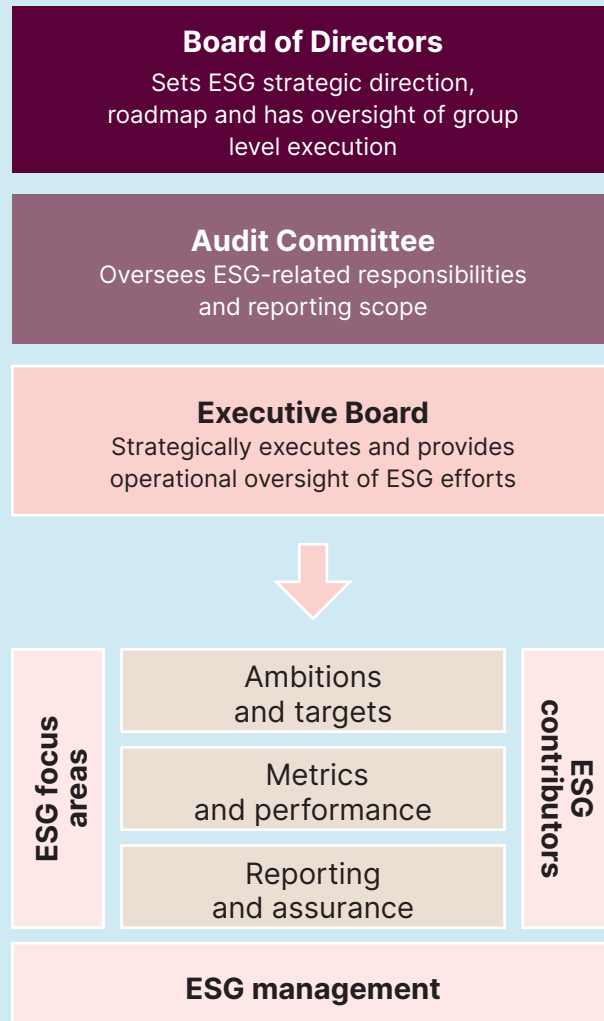 Board of Directors
Sets ESG strategic direction,
roadmap and has oversight of group
level execution
Audit Committee
Oversees ESG-related responsibilities
and reporting scope
Executive Board
Strategically executes and provides
operational oversight of ESG efforts
ESG focus
areas
Ambitions
and targets
Metrics
and performance
Reporting
and assurance
ESG
contributors
ESG management